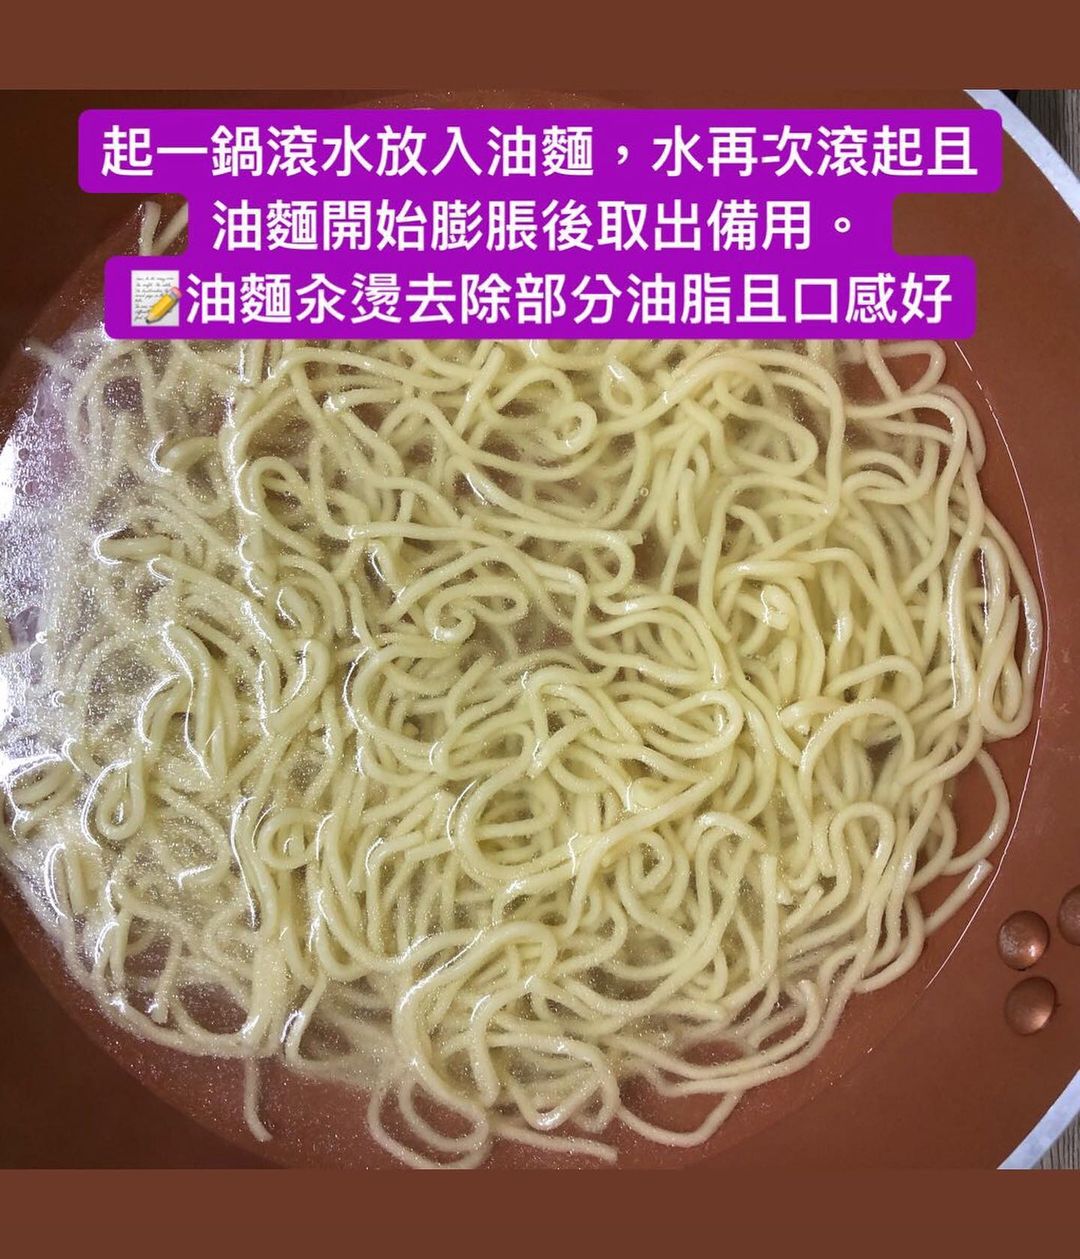 起一鍋滾水放入油麵，水再次滾起且
油麵開始膨脹後取出備用。
📝油麵汆燙去除部分油脂且口感好